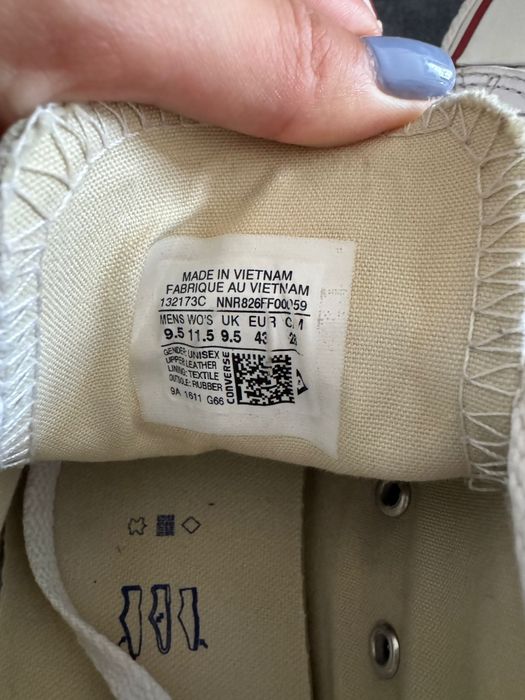 MADE IN VIETNAM
FABRIQUE AU VIETNAM
132173C NNR826FF00059
MENS WO'S UK EUR CM
9.5 11.5 9.5 43 28
GENDER: UNISEX
UPPER: LEATHER
LINING: TEXTILE
OUTSOLE: RUBBER
9A 1611 G66
CONVERSE